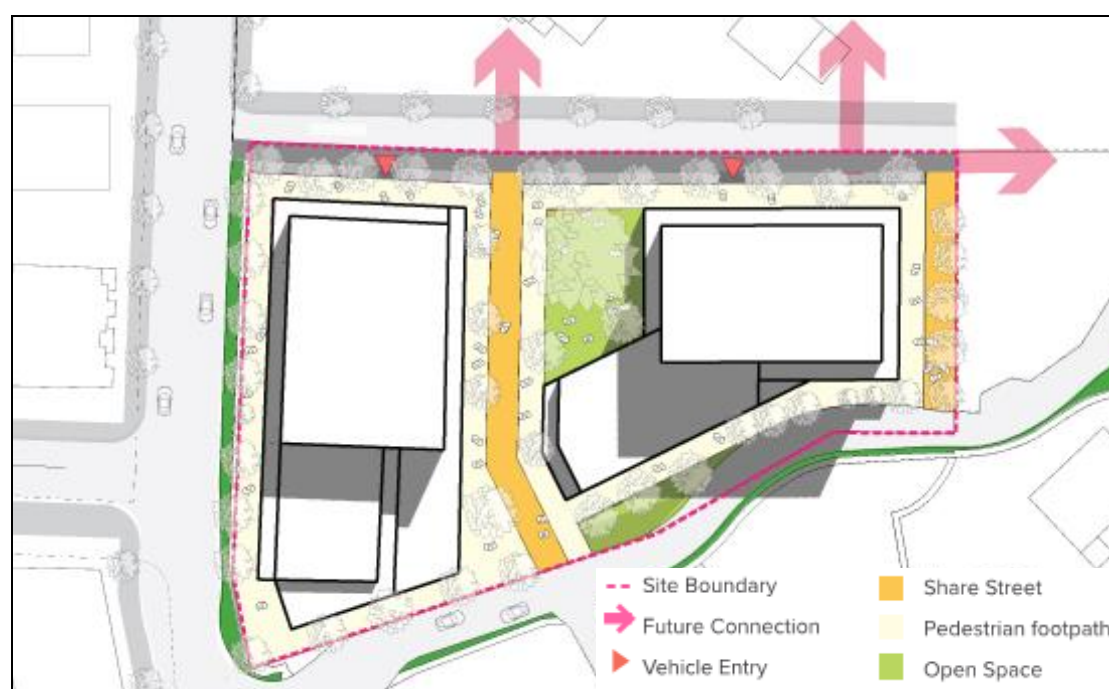 Site Boundary
Future Connection
Vehicle Entry
Share Street
Pedestrian footpath
Open Space